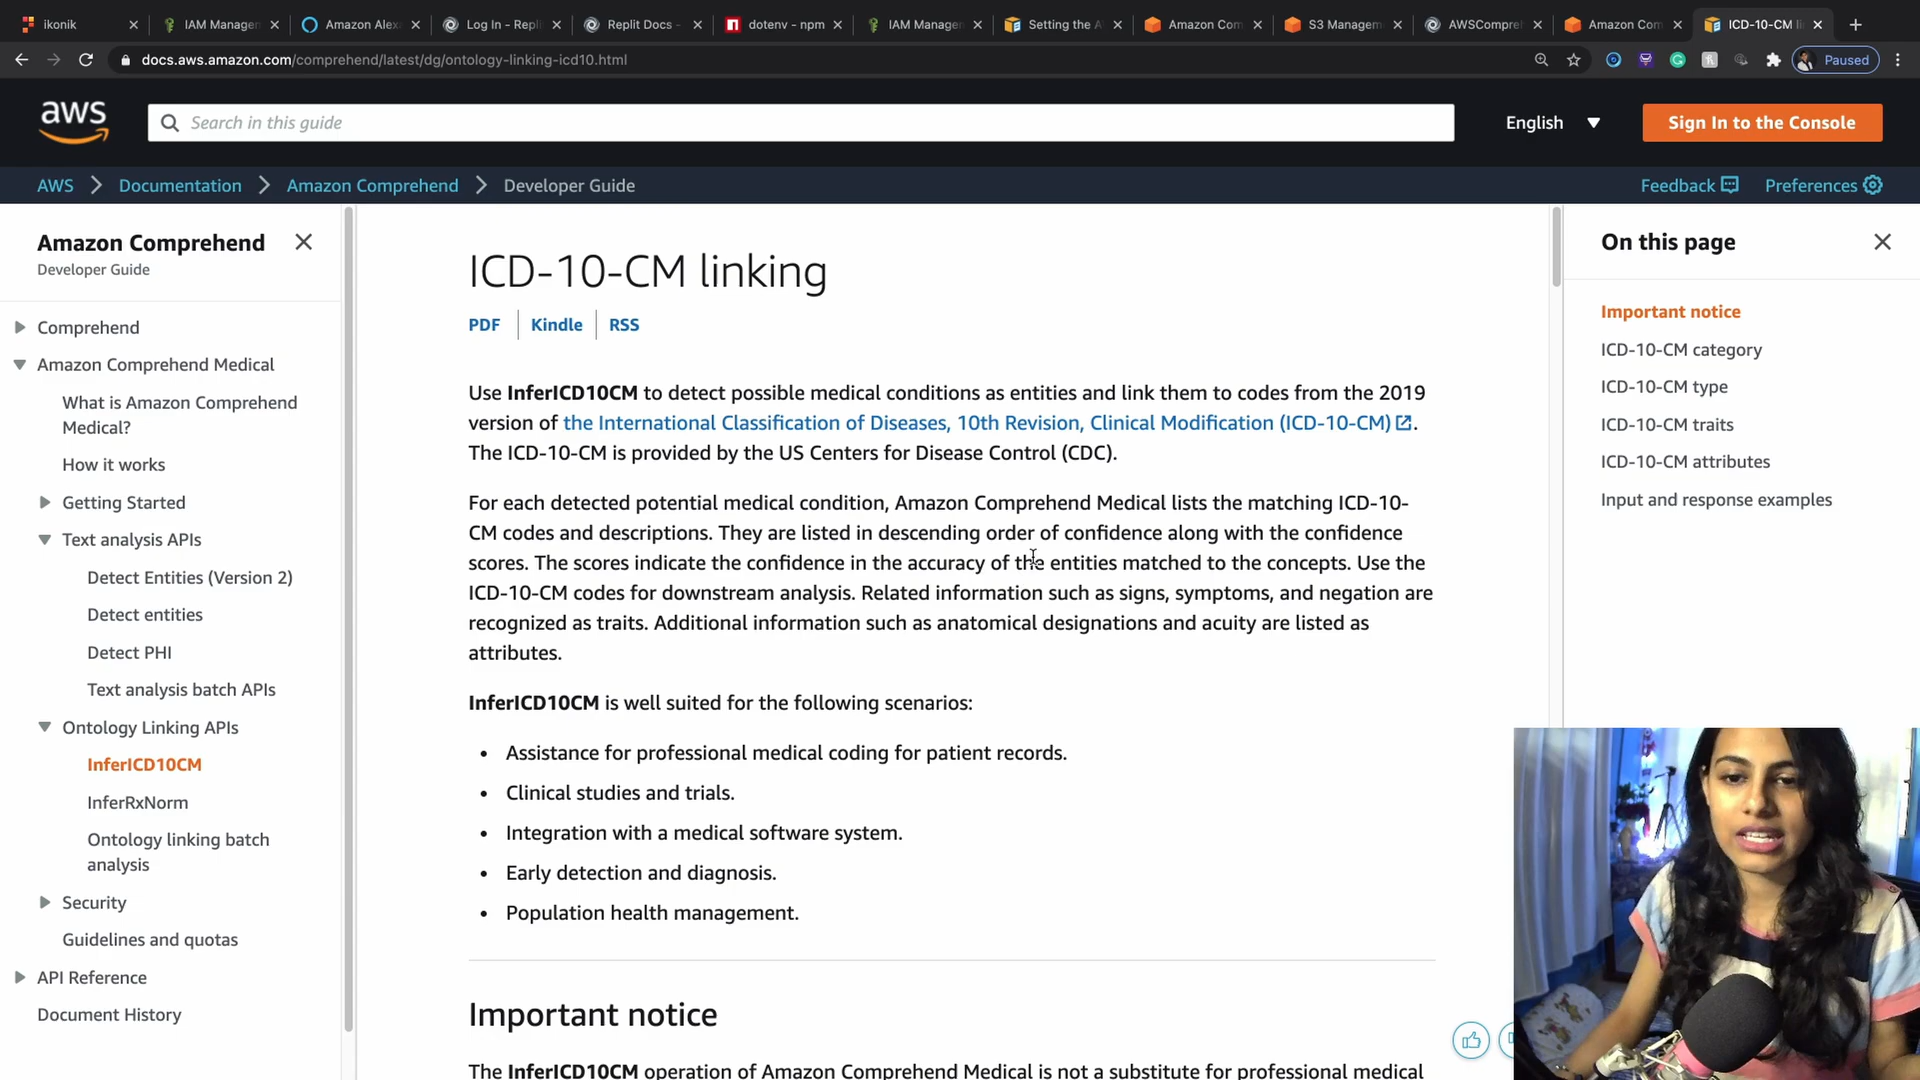 ikonik
IAM Manage
Amazon Alex
Log In - Repl
Replit Docs -
dotenv - npm
IAM Manage
Setting the A
Amazon Com
S3 Managem
AWSCompre
Amazon Com
ICD-10-CM li
docs.aws.amazon.com/comprehend/latest/dg/ontology-linking-icd10.html
Paused
aws
Search in this guide
English
Sign In to the Console
AWS
Documentation
Amazon Comprehend
Developer Guide
Feedback
Preferences
Amazon Comprehend
Developer Guide
Comprehend
Amazon Comprehend Medical
What is Amazon Comprehend
Medical?
How it works
Getting Started
Text analysis APIs
Detect Entities (Version 2)
Detect entities
Detect PHI
Text analysis batch APIs
Ontology Linking APIs
InferICD10CM
InferRxNorm
Ontology linking batch
analysis
Security
Guidelines and quotas
API Reference
Document History
ICD-10-CM linking
PDF
Kindle
RSS
Use InferICD10CM to detect possible medical conditions as entities and link them to codes from the 2019
version of the International Classification of Diseases, 10th Revision, Clinical Modification (ICD-10-CM).
The ICD-10-CM is provided by the US Centers for Disease Control (CDC).
For each detected potential medical condition, Amazon Comprehend Medical lists the matching ICD-10-
CM codes and descriptions. They are listed in descending order of confidence along with the confidence
scores. The scores indicate the confidence in the accuracy of the entities matched to the concepts. Use the
ICD-10-CM codes for downstream analysis. Related information such as signs, symptoms, and negation are
recognized as traits. Additional information such as anatomical designations and acuity are listed as
attributes.
InferICD10CM is well suited for the following scenarios:
• Assistance for professional medical coding for patient records.
• Clinical studies and trials.
• Integration with a medical software system.
• Early detection and diagnosis.
• Population health management.
Important notice
The InferICD10CM operation of Amazon Comprehend Medical is not a substitute for professional medical
On this page
Important notice
ICD-10-CM category
ICD-10-CM type
ICD-10-CM traits
ICD-10-CM attributes
Input and response examples